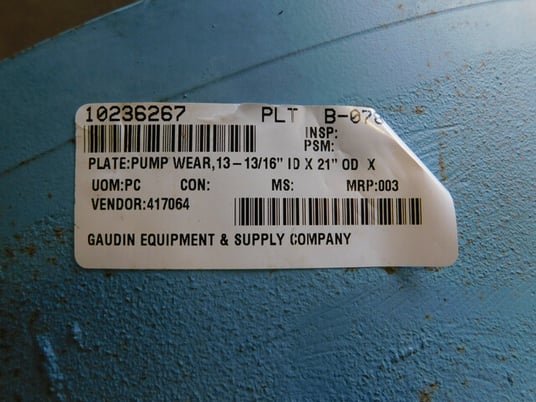 10236267 PLT
INSP:
PSM:
PLATE:PUMP WEAR,13-13/16" ID X 21" OD X
UOM:PC CON: MS: MRP:003
VENDOR:417064
GAUDIN EQUIPMENT & SUPPLY COMPANY